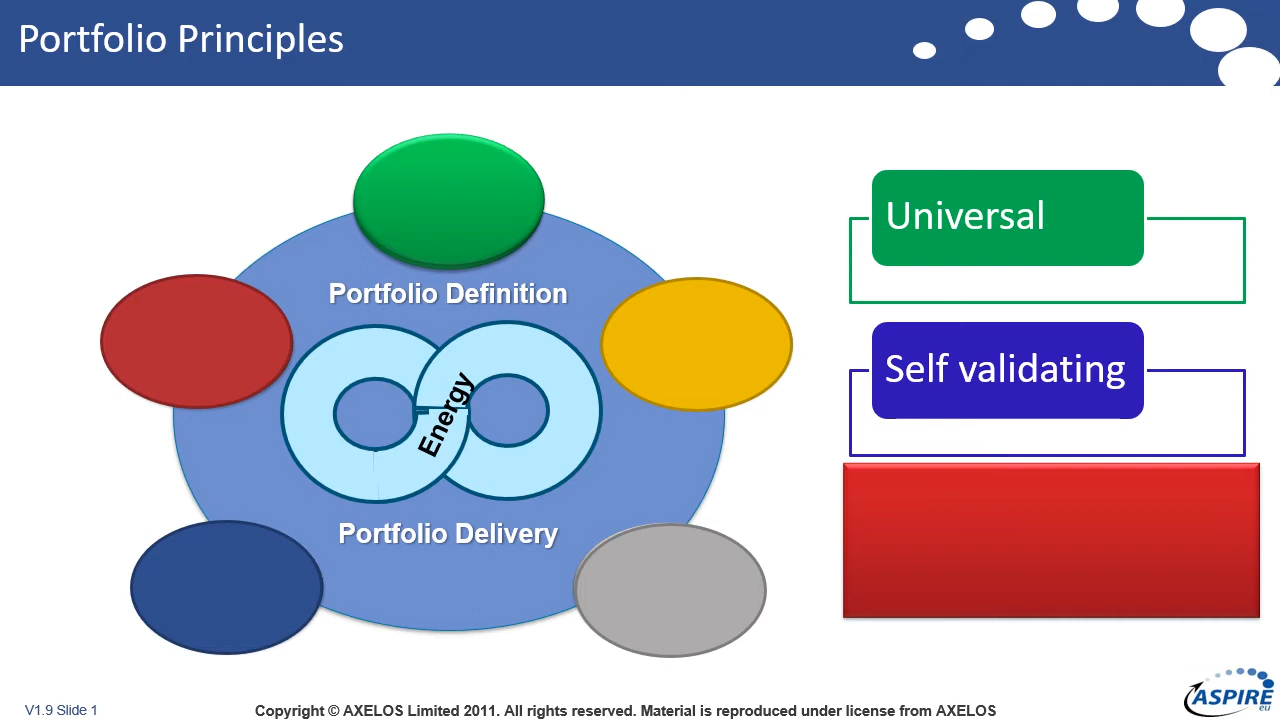 Portfolio Principles
Portfolio Definition
Energy
Portfolio Delivery
Universal
Self validating
V1.9 Slide 1
Copyright © AXELOS Limited 2011. All rights reserved. Material is reproduced under license from AXELOS
ASPIRE
eu